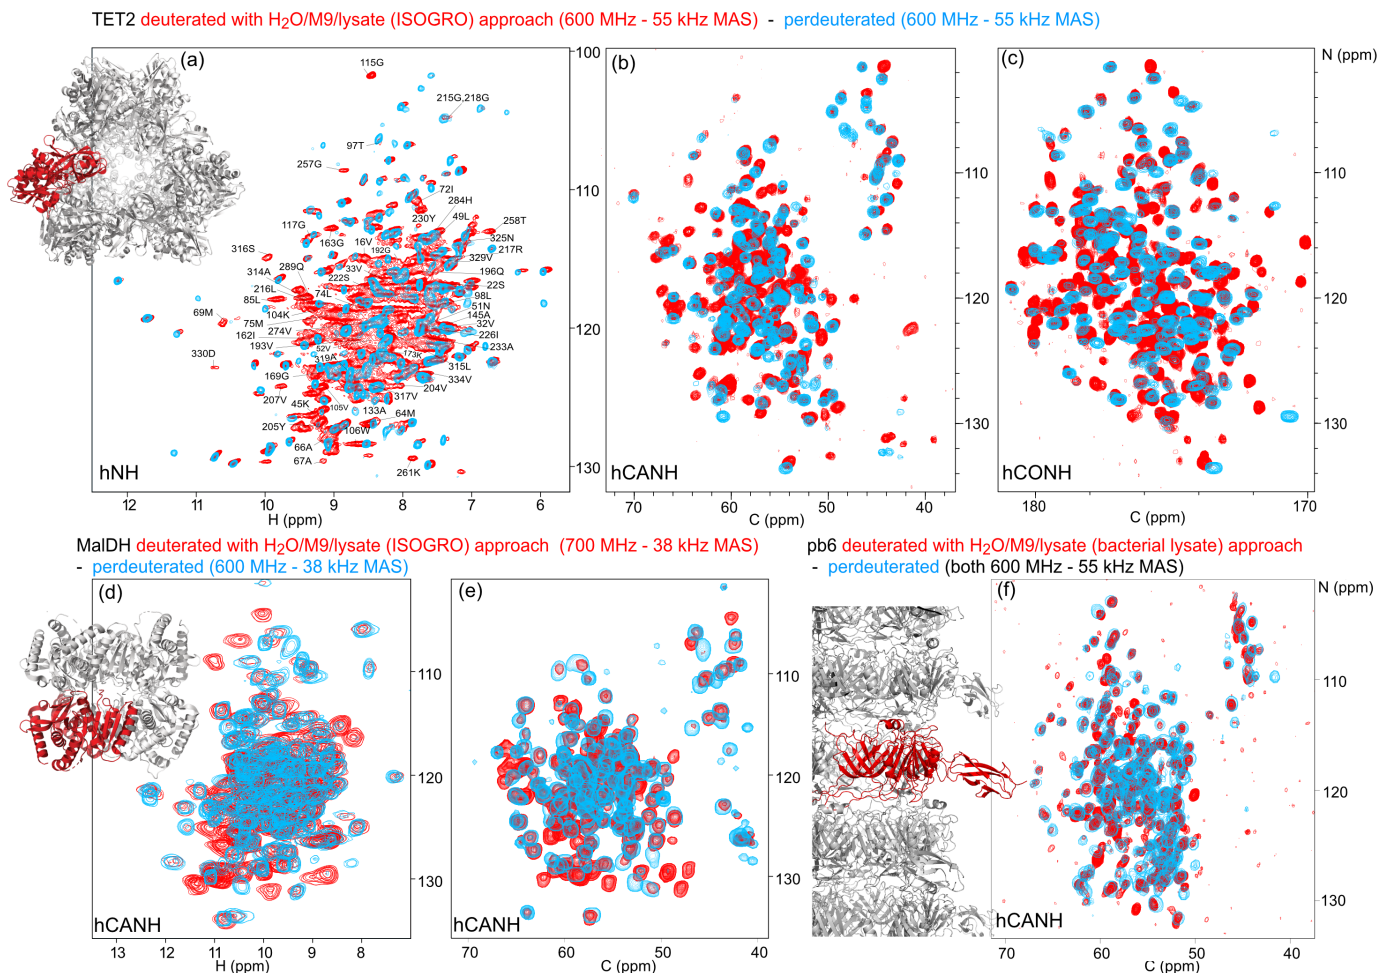 TET2 deuterated with H₂O/M9/lysate (ISOGRO) approach (600 MHz - 55 kHz MAS) - perdeuterated (600 MHz - 55 kHz MAS)
(a)
(b)
(c)
N (ppm)
100
110
120
130
115G
215G,218G
97T
257G
72I
284H
230Y
49L
258T
117G
163G
16V
192G
325N
217R
316S
329V
289Q
33V
314A
222S
196Q
216L
74L
22S
85L
98L
104K
51N
69M
75M
145A
274V
32V
162I
226I
193V
52V
173K
233A
330D
319A
315L
169G
334V
204V
207V
45K
105V
317V
133A
64M
205Y
106W
66A
67A
261K
hNH
12
11
10
9
8
7
6
H (ppm)
hCANH
70
60
50
40
C (ppm)
110
120
130
hCONH
180
170
C (ppm)
110
120
130
MalDH deuterated with H₂O/M9/lysate (ISOGRO) approach (700 MHz - 38 kHz MAS)
- perdeuterated (600 MHz - 38 kHz MAS)
pb6 deuterated with H₂O/M9/lysate (bacterial lysate) approach
- perdeuterated (both 600 MHz - 55 kHz MAS)
(d)
(e)
(f)
N (ppm)
110
120
130
hCANH
13
12
11
10
9
8
H (ppm)
110
120
130
hCANH
70
60
50
40
C (ppm)
110
120
130
hCANH
70
60
50
40
C (ppm)